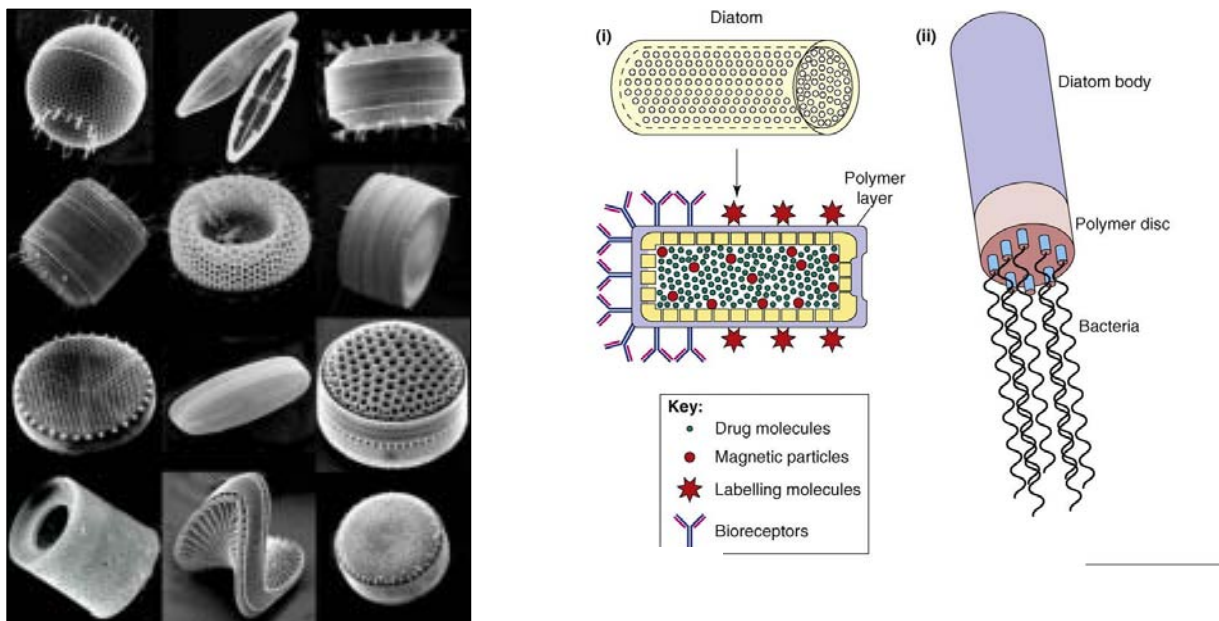 Diatom
(i)
(ii)
Diatom body
Polymer
layer
Polymer disc
Bacteria
Key:
Drug molecules
Magnetic particles
Labelling molecules
Bioreceptors